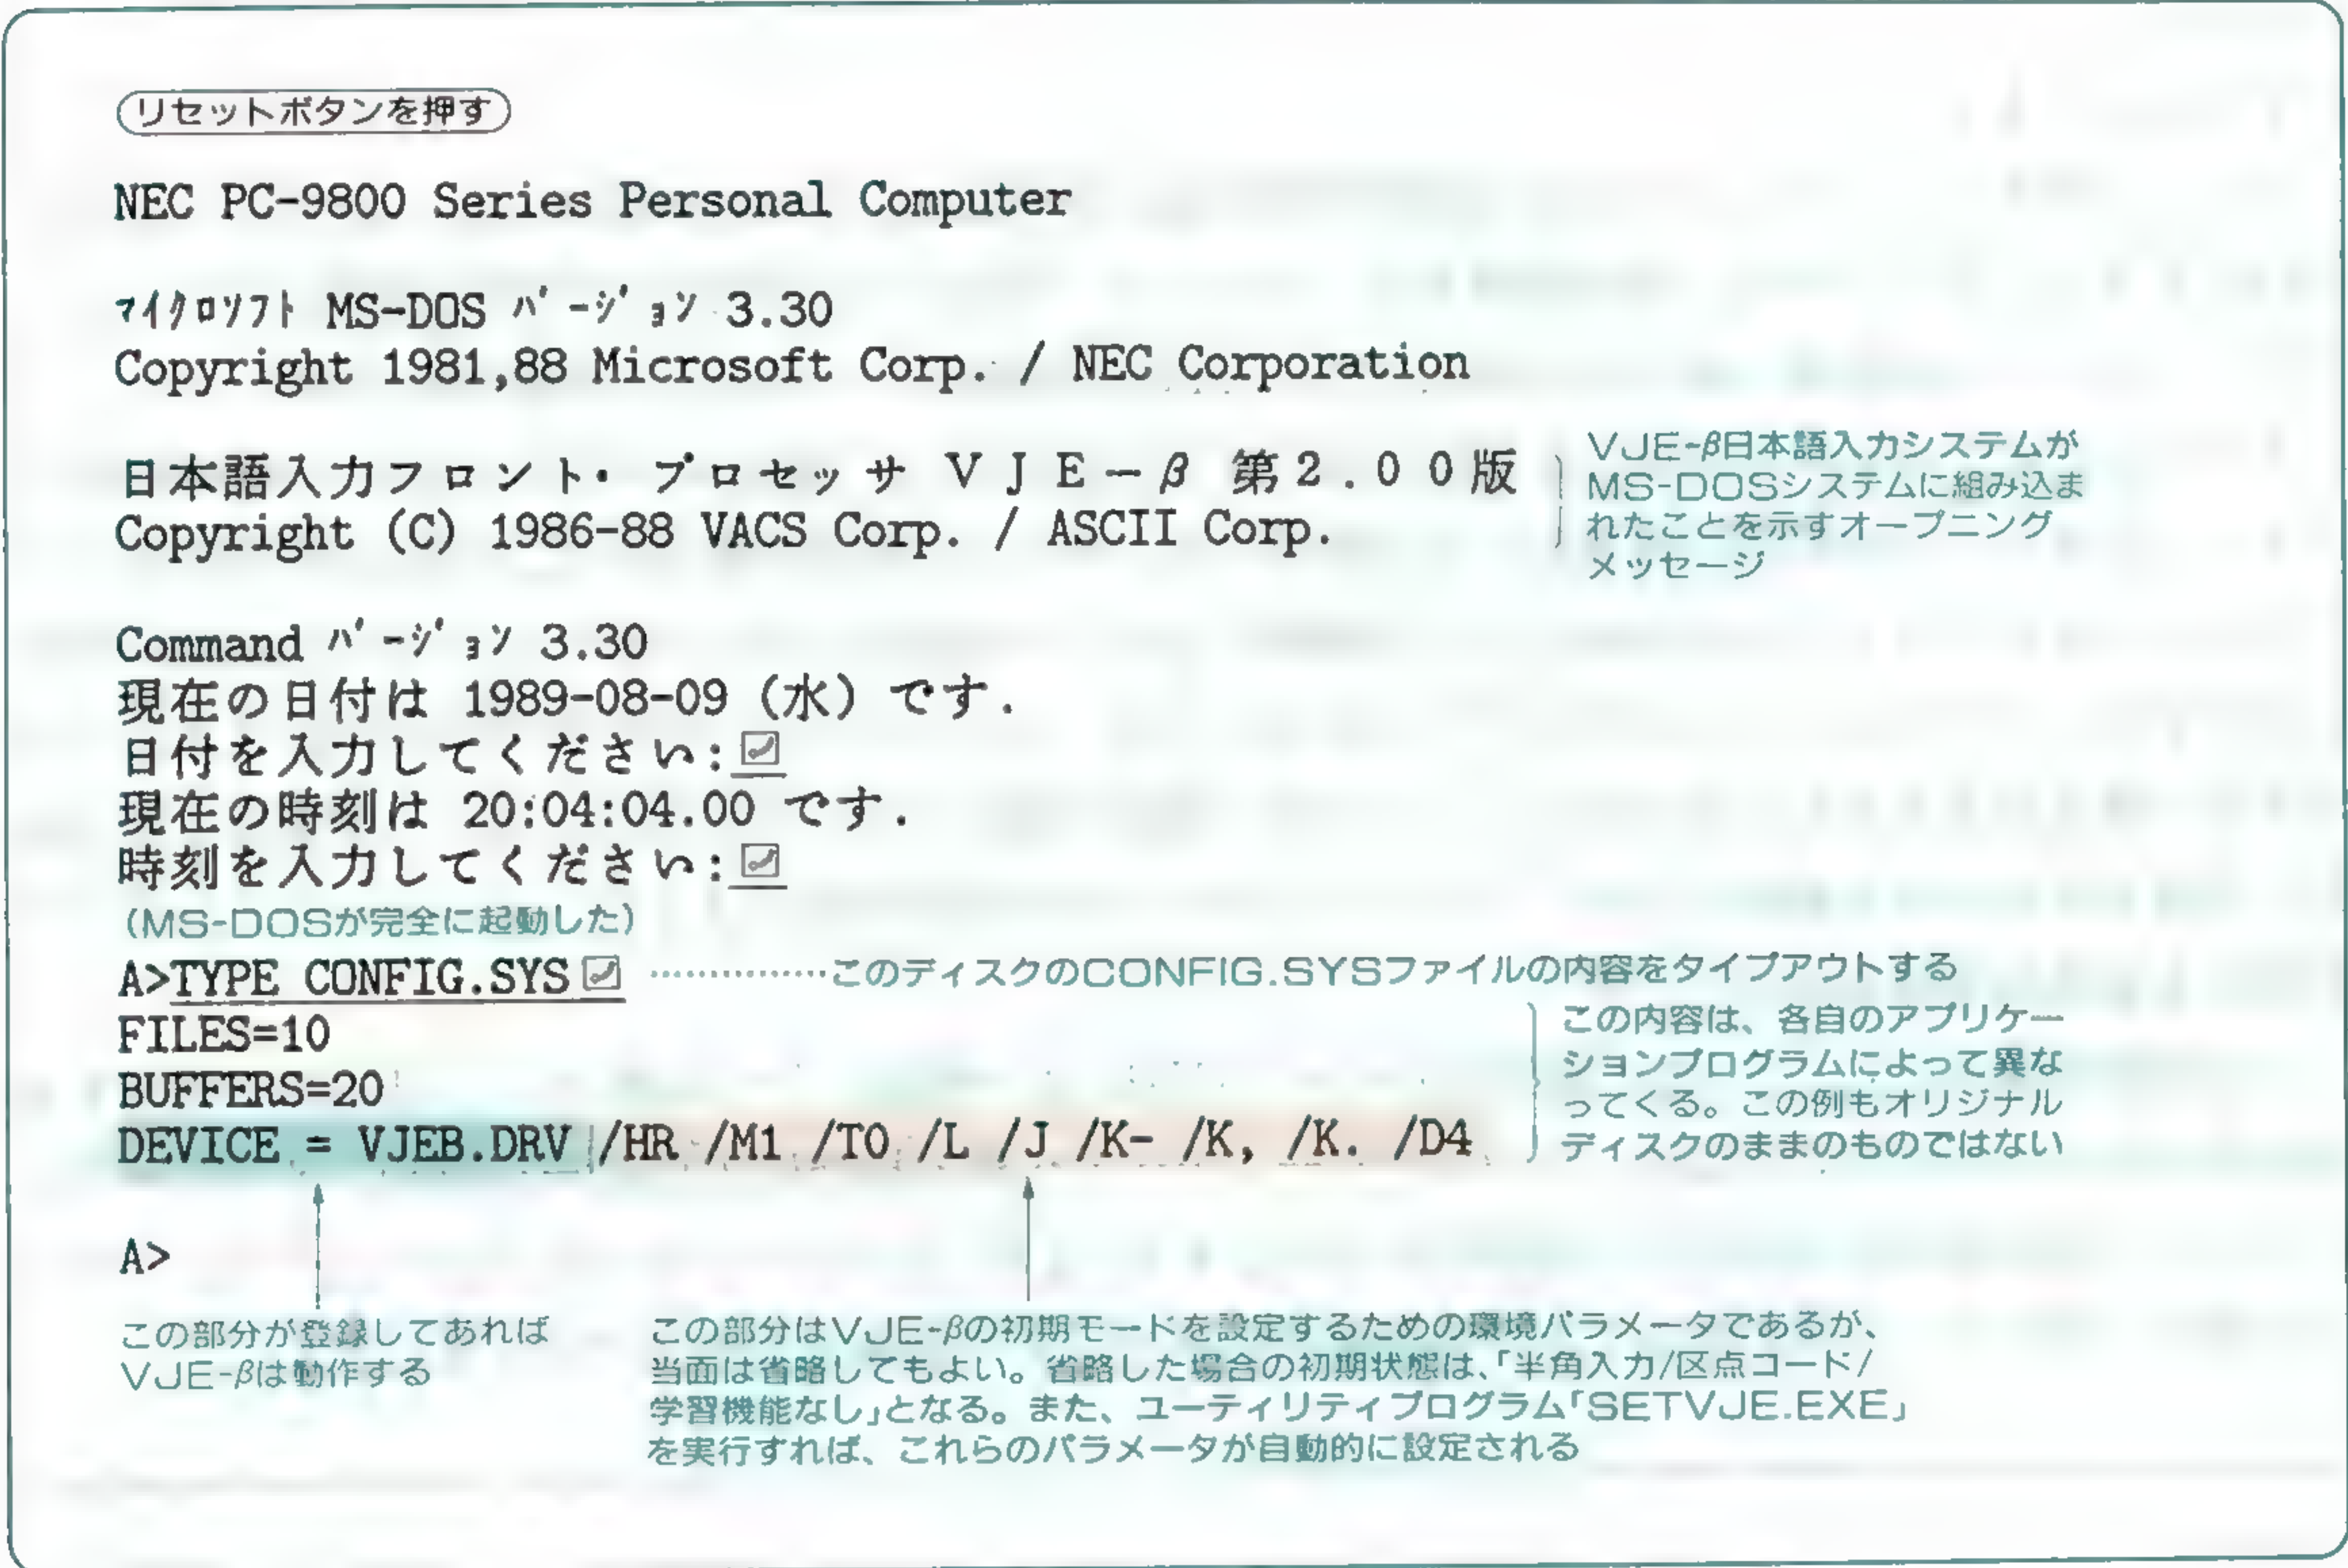 リセットボタンを押す
NEC PC-9800 Series Personal Computer
ﾏｲｸﾛｿﾌﾄ MS-DOS ﾊﾞｰｼﾞｮﾝ 3.30
Copyright 1981,88 Microsoft Corp. / NEC Corporation
日本語入力フロント・プロセッサ ＶＪＥ－β 第２．００版
Copyright (C) 1986-88 VACS Corp. / ASCII Corp.
VJE-β日本語入力システムが
MS-DOSシステムに組み込ま
れたことを示すオープニング
メッセージ
Command ﾊﾞｰｼﾞｮﾝ 3.30
現在の日付は 1989-08-09 (水) です.
日付を入力してください:
現在の時刻は 20:04:04.00 です.
時刻を入力してください:
(MS-DOSが完全に起動した)
A>TYPE CONFIG.SYS ……………このディスクのCONFIG.SYSファイルの内容をタイプアウトする
FILES=10
BUFFERS=20
DEVICE = VJEB.DRV /HR /M1 /T0 /L /J /K- /K, /K. /D4
この内容は、各自のアプリケー
ションプログラムによって異な
ってくる。この例もオリジナル
ディスクのままのものではない
A>
この部分が登録してあれば
VJE-βは動作する
この部分はVJE-βの初期モードを設定するための環境パラメータであるが、
当面は省略してもよい。省略した場合の初期状態は、「半角入力/区点コード/
学習機能なし」となる。また、ユーティリティプログラム「SETVJE.EXE」
を実行すれば、これらのパラメータが自動的に設定される